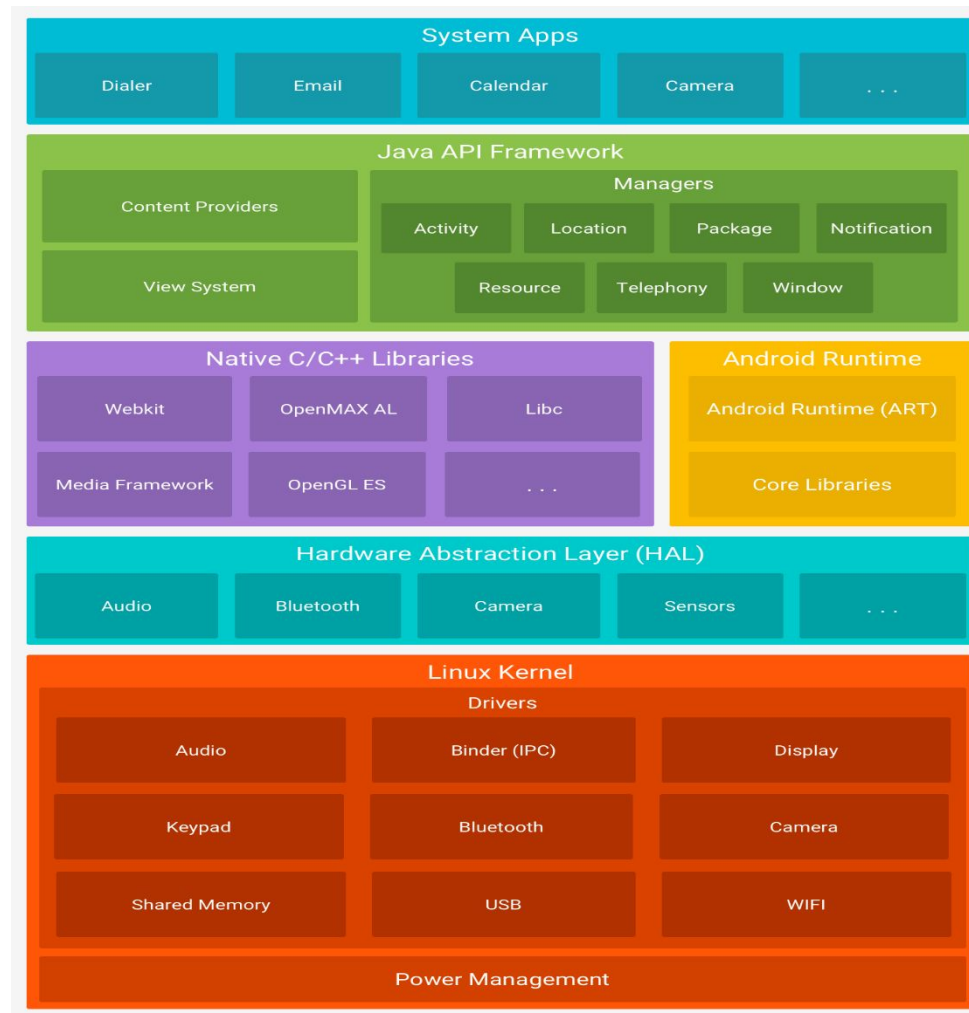 System Apps
Dialer
Email
Calendar
Camera
. . .
Java API Framework
Content Providers
View System
Managers
Activity
Location
Package
Notification
Resource
Telephony
Window
Native C/C++ Libraries
Webkit
OpenMAX AL
Libc
Media Framework
OpenGL ES
. . .
Android Runtime
Android Runtime (ART)
Core Libraries
Hardware Abstraction Layer (HAL)
Audio
Bluetooth
Camera
Sensors
. . .
Linux Kernel
Drivers
Audio
Binder (IPC)
Display
Keypad
Bluetooth
Camera
Shared Memory
USB
WIFI
Power Management